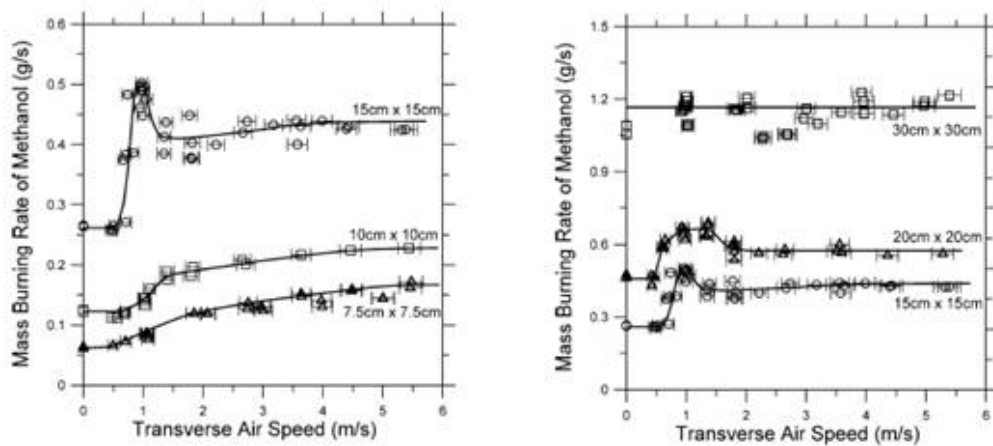 Mass Burning Rate of Methanol (g/s)
0.6
0.5
0.4
0.3
0.2
0.1
0
15cm x 15cm
10cm x 10cm
7.5cm x 7.5cm
0 1 2 3 4 5 6
Transverse Air Speed (m/s)
Mass Burning Rate of Methanol (g/s)
1.5
1.2
0.9
0.6
0.3
0
30cm x 30cm
20cm x 20cm
15cm x 15cm
0 1 2 3 4 5 6
Transverse Air Speed (m/s)